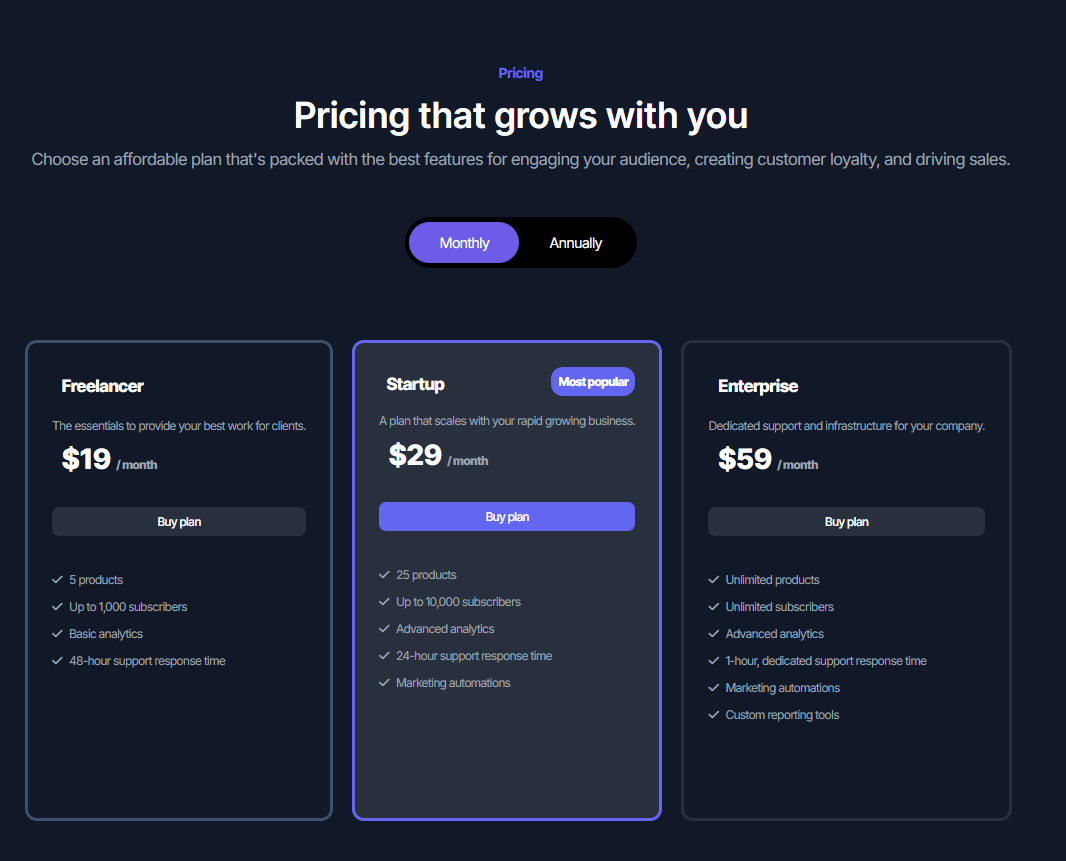 Pricing
Pricing that grows with you
Choose an affordable plan that's packed with the best features for engaging your audience, creating customer loyalty, and driving sales.
Monthly
Annually
Freelancer
The essentials to provide your best work for clients.
$19 /month
Buy plan
5 products
Up to 1,000 subscribers
Basic analytics
48-hour support response time
Startup
Most popular
A plan that scales with your rapid growing business.
$29 /month
Buy plan
25 products
Up to 10,000 subscribers
Advanced analytics
24-hour support response time
Marketing automations
Enterprise
Dedicated support and infrastructure for your company.
$59 /month
Buy plan
Unlimited products
Unlimited subscribers
Advanced analytics
1-hour, dedicated support response time
Marketing automations
Custom reporting tools